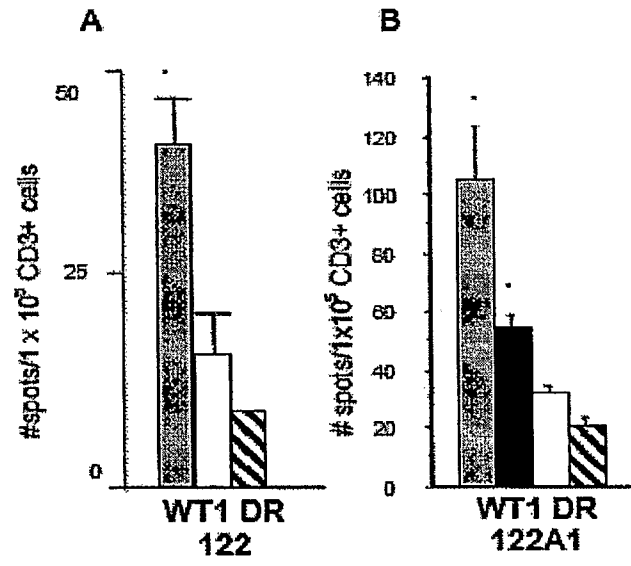 A
50
25
0
#spots/1 x 10⁵ CD3+ cells
WT1 DR
122
B
140
120
100
80
60
40
20
0
# spots/1x10⁵ CD3+ cells
WT1 DR
122A1